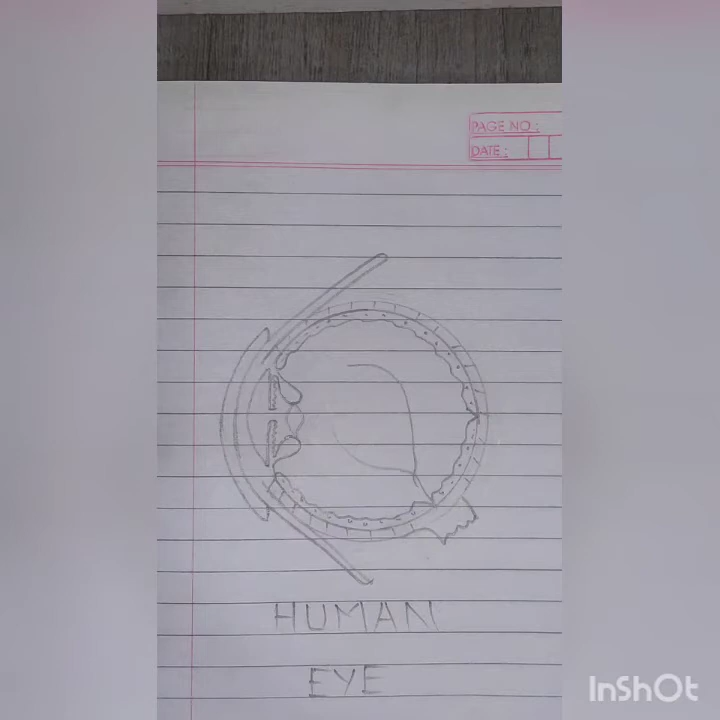 PAGE NO :
DATE :
HUMAN
EYE
InShOt